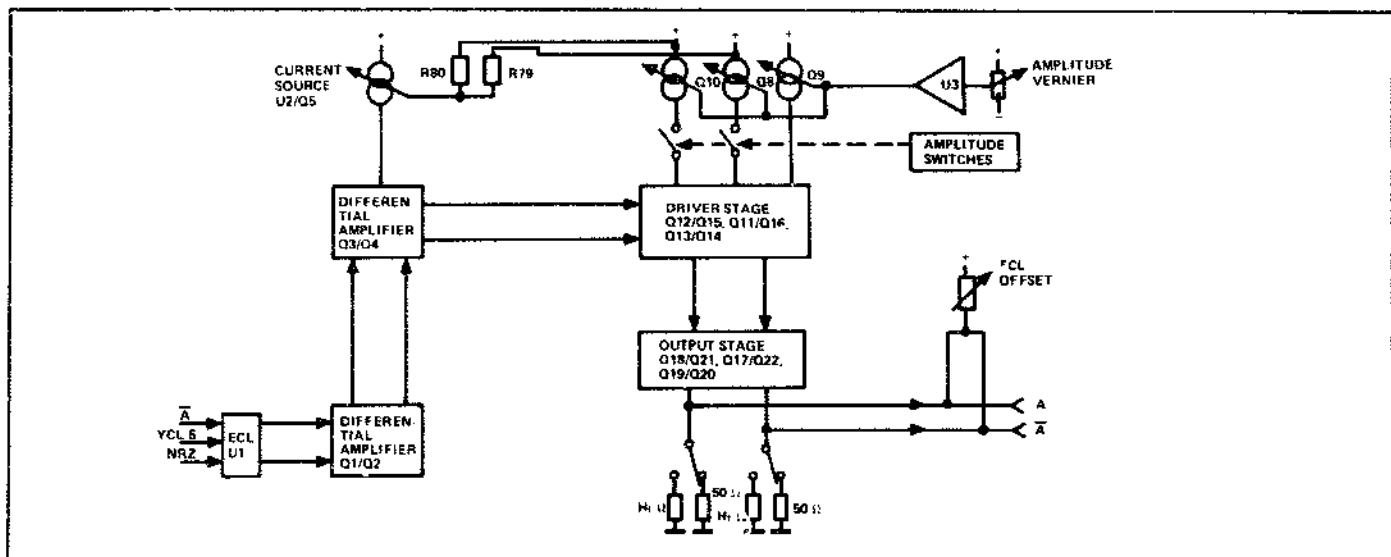 CURRENT
SOURCE
U2/Q5
R80
R79
Q10
Q8
Q9
U3
AMPLITUDE
VERNIER
AMPLITUDE
SWITCHES
DIFFEREN
TIAL
AMPLIFIER
Q3/Q4
DRIVER STAGE
Q12/Q15, Q11/Q16,
Q13/Q14
OFFSET
OUTPUT STAGE
Q18/Q21, Q17/Q22,
Q19/Q20
A
A̅
A̅
YCL 6
NRZ
ECL
U1
DIFFEREN-
TIAL
AMPLIFIER
Q1/Q2
50 Ω
50 Ω